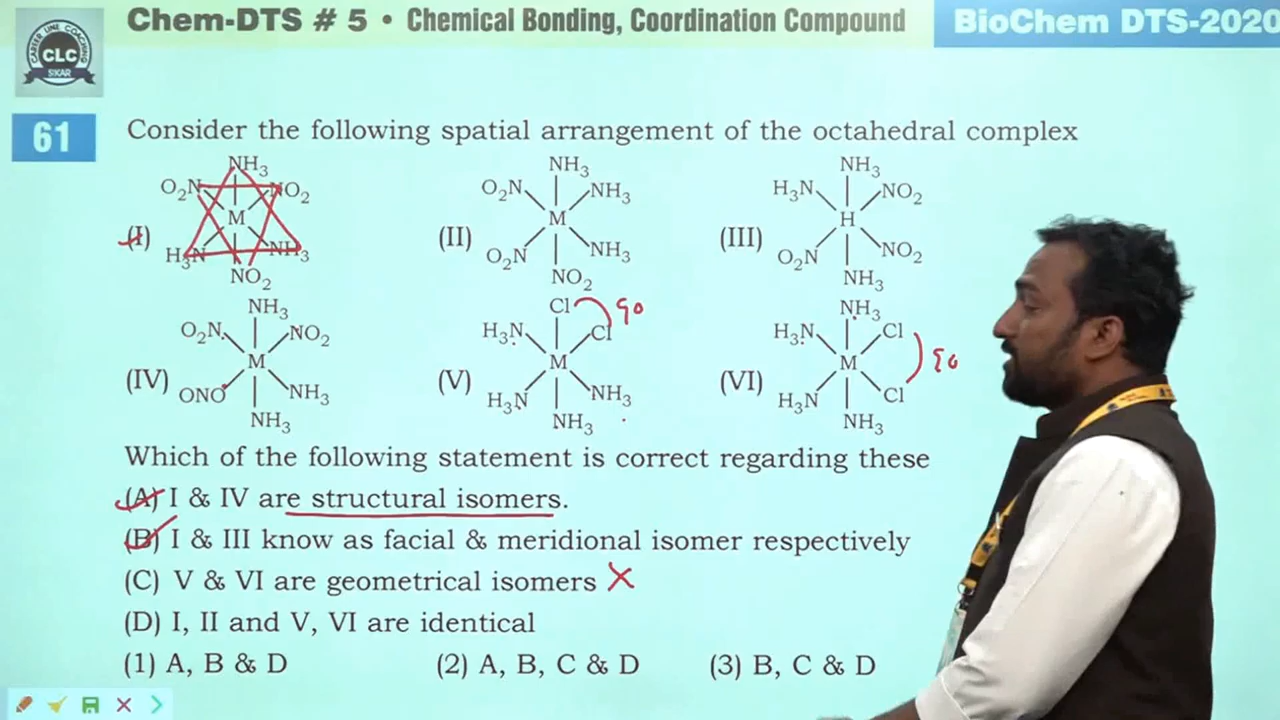 Chem-DTS # 5 • Chemical Bonding, Coordination Compound
BioChem DTS-2020
CAREER LINE COACHING
CLC
SIKAR
61
Consider the following spatial arrangement of the octahedral complex
(I)
NH₃
O₂N NO₂
M
H₃N NH₃
NO₂
(II)
NH₃
O₂N NH₃
M
O₂N NH₃
NO₂
(III)
NH₃
H₃N NO₂
H
O₂N NO₂
NH₃
(IV)
NH₃
O₂N NO₂
M
ONO NH₃
NH₃
(V)
Cl
H₃N Cl
M
H₃N NH₃
NH₃
90
(VI)
NH₃
H₃N Cl
M
H₃N Cl
NH₃
90
Which of the following statement is correct regarding these
(A) I & IV are structural isomers.
(B) I & III know as facial & meridional isomer respectively
(C) V & VI are geometrical isomers X
(D) I, II and V, VI are identical
(1) A, B & D (2) A, B, C & D (3) B, C & D